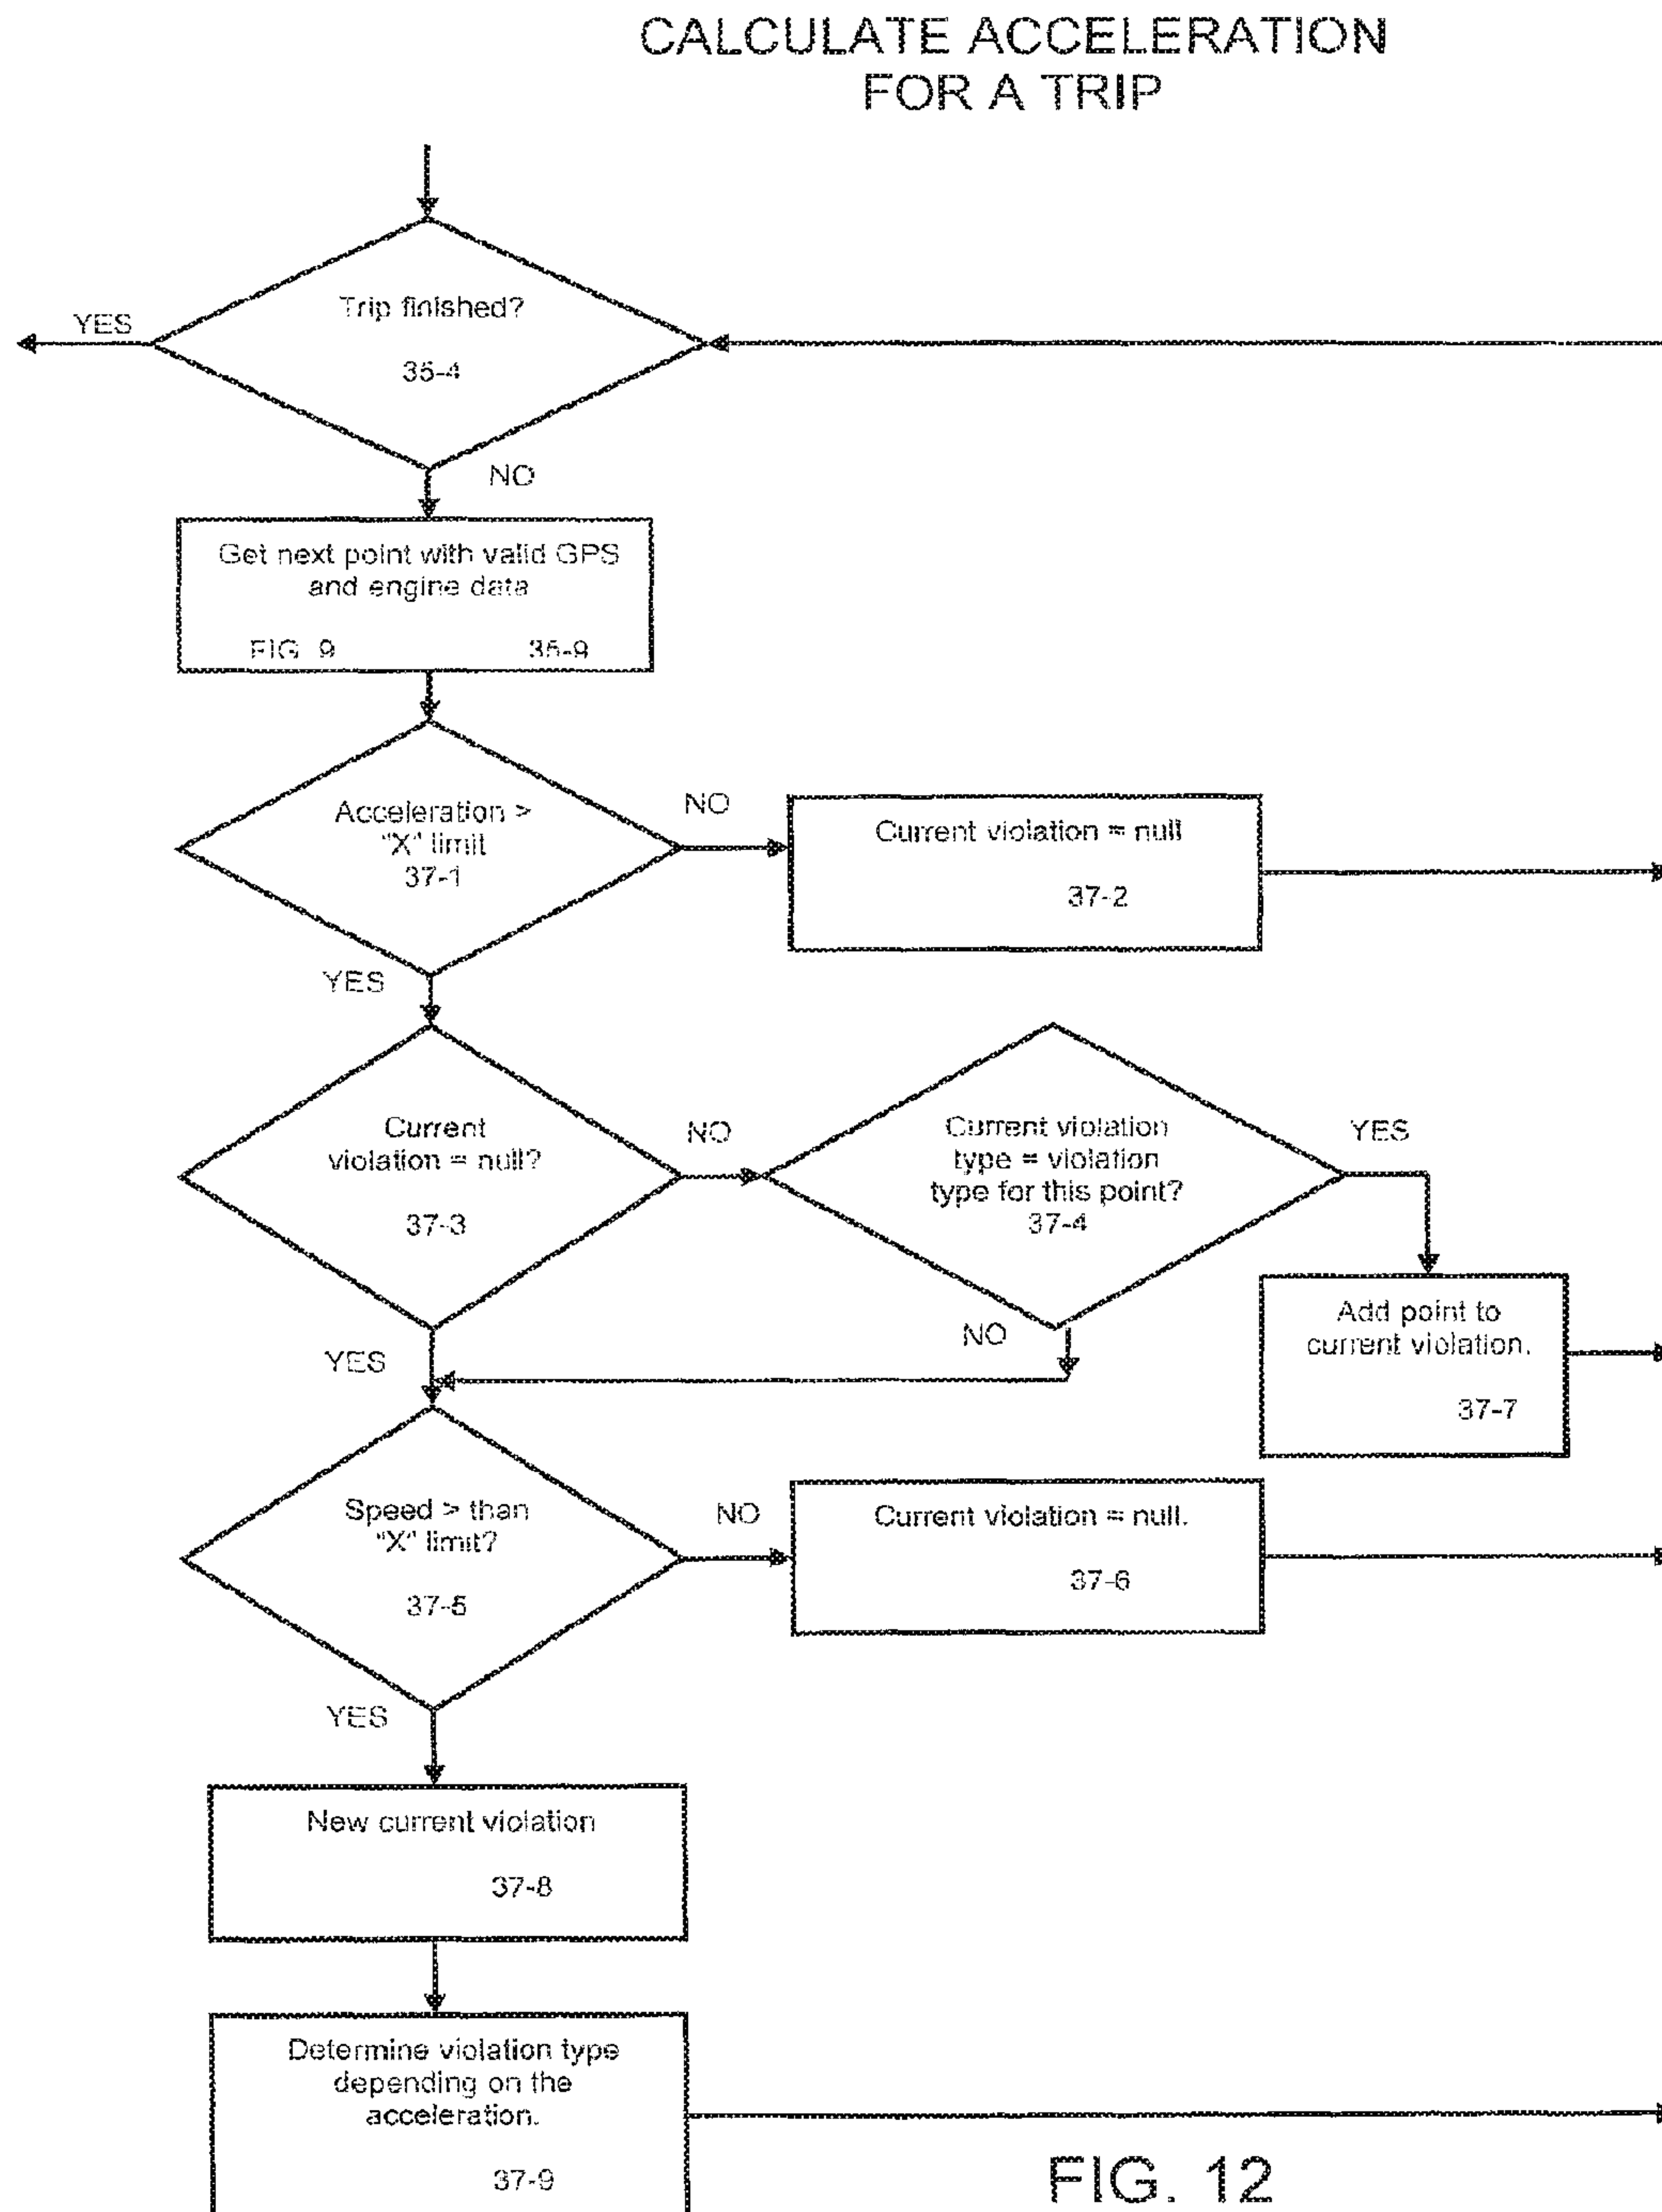 CALCULATE ACCELERATION
FOR A TRIP
Trip finished?
YES
35-4
NO
Get next point with valid GPS
and engine data
FIG. 9 35-9
Acceleration >
"X" limit
37-1
NO
Current violation = null
37-2
YES
Current
violation = null?
37-3
NO
Current violation
type = violation
type for this point?
37-4
YES
NO
YES
Add point to
current violation.
37-7
Speed > than
"X" limit?
37-5
NO
Current violation = null.
37-6
YES
New current violation
37-8
Determine violation type
depending on the
acceleration.
37-9
FIG. 12